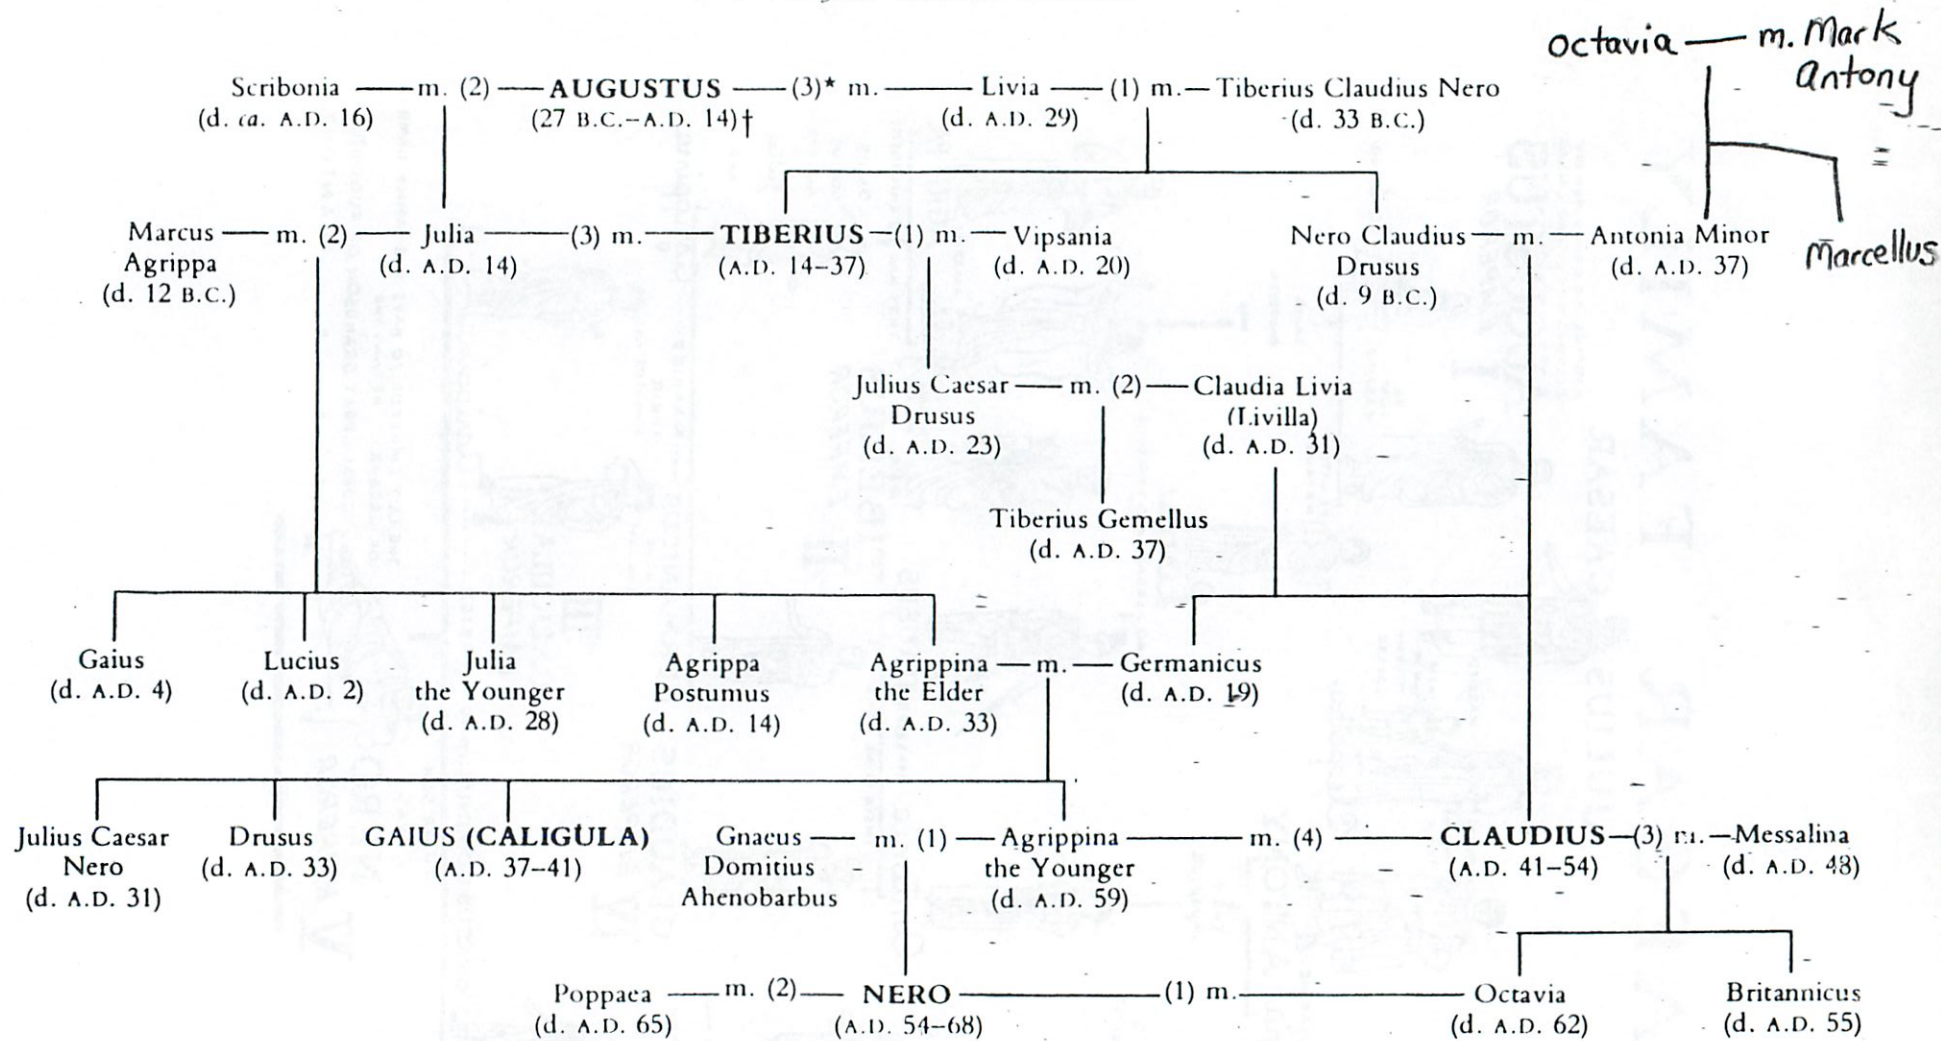 Octavia — m. Mark
Antony
Scribonia — m. (2) — AUGUSTUS — (3)* m. — Livia — (1) m. — Tiberius Claudius Nero
(d. ca. A.D. 16) (27 B.C.–A.D. 14)† (d. A.D. 29) (d. 33 B.C.)
Marcus — m. (2) — Julia — (3) m. — TIBERIUS — (1) m. — Vipsania Nero Claudius — m. — Antonia Minor Marcellus
Agrippa (d. A.D. 14) (A.D. 14–37) (d. A.D. 20) Drusus (d. A.D. 37)
(d. 12 B.C.) (d. 9 B.C.)
Julius Caesar — m. (2) — Claudia Livia
Drusus (Livilla)
(d. A.D. 23) (d. A.D. 31)
Tiberius Gemellus
(d. A.D. 37)
Gaius Lucius Julia Agrippa Agrippina — m. — Germanicus
(d. A.D. 4) (d. A.D. 2) the Younger Postumus the Elder (d. A.D. 19)
(d. A.D. 28) (d. A.D. 14) (d. A.D. 33)
Julius Caesar Drusus GAIUS (CALIGULA) Gnaeus — m. (1) — Agrippina — m. (4) — CLAUDIUS — (3) m. — Messalina
Nero (d. A.D. 33) (A.D. 37–41) Domitius the Younger (A.D. 41–54) (d. A.D. 48)
(d. A.D. 31) Ahenobarbus (d. A.D. 59)
Poppaea — m. (2) — NERO — (1) m. — Octavia Britannicus
(d. A.D. 65) (A.D. 54–68) (d. A.D. 62) (d. A.D. 55)